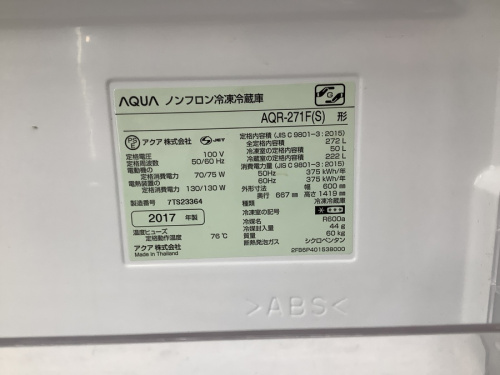 AQUA ノンフロン冷凍冷蔵庫
AQR-271F(S) 形
PS E アクア株式会社 JET
定格電圧 100 V
定格周波数 50/60 Hz
電動機の
定格消費電力 70/75 W
電熱装置の
定格消費電力 130/130 W
製造番号 7TS23364
2017 年製
温度ヒューズ
定格動作温度 76℃
アクア 株式会社
Made in Thailand
定格内容積 (JIS C 9801-3:2015)
全定格内容積 272 L
冷凍室の定格内容積 50 L
冷蔵室の定格内容積 222 L
消費電力量 (JIS C 9801-3:2015)
50Hz 375 kWh/年
60Hz 375 kWh/年
外形寸法 幅 600 mm
奥行 667 mm 高さ 1419 mm
種類 冷凍冷蔵庫
冷凍室の記号
冷媒名 R600a
冷媒封入量 44 g
質量 60 kg
断熱発泡ガス シクロペンタン
2FB5P401S38000
>ABS<